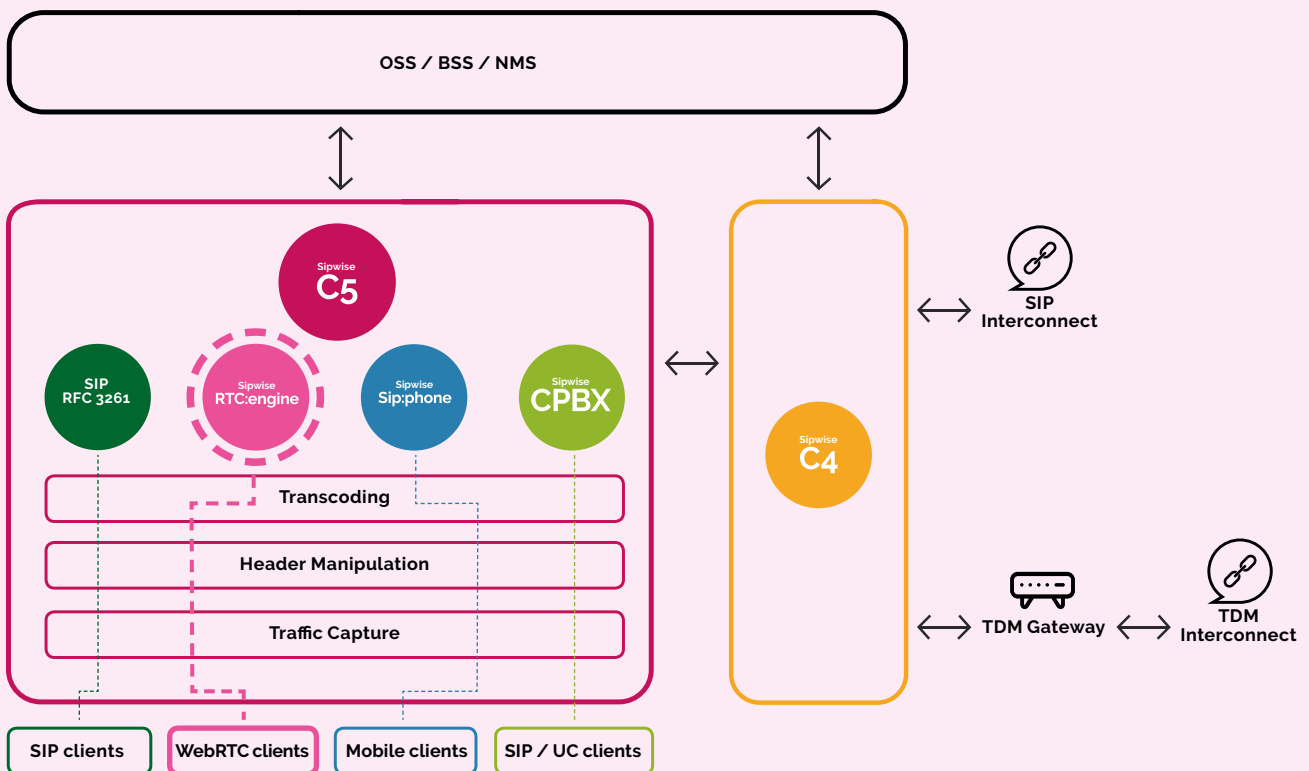 OSS / BSS / NMS
Sipwise
C5
SIP
RFC 3261
Sipwise
RTC:engine
Sipwise
Sip:phone
Sipwise
CPBX
Transcoding
Header Manipulation
Traffic Capture
SIP clients
WebRTC clients
Mobile clients
SIP / UC clients
Sipwise
C4
SIP
Interconnect
TDM Gateway
TDM
Interconnect